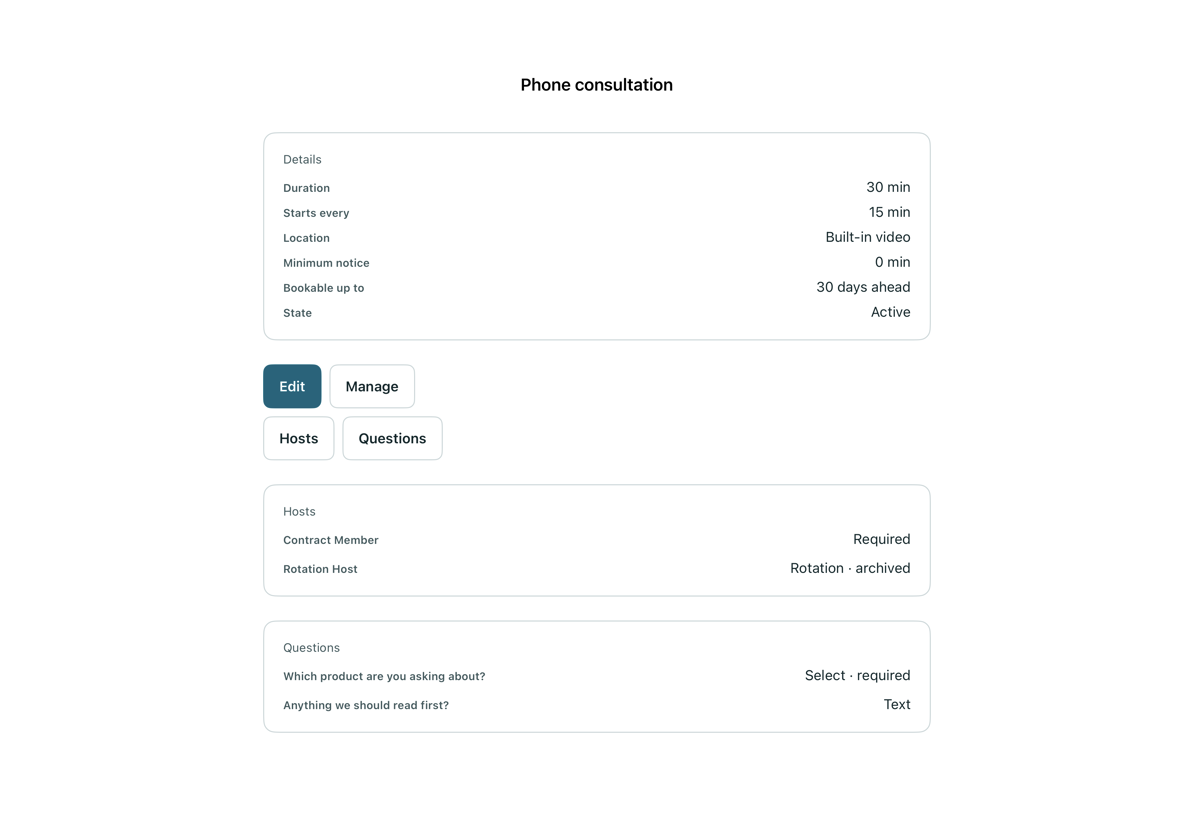 Phone consultation
Details
Duration 30 min
Starts every 15 min
Location Built-in video
Minimum notice 0 min
Bookable up to 30 days ahead
State Active
Edit Manage
Hosts Questions
Hosts
Contract Member Required
Rotation Host Rotation · archived
Questions
Which product are you asking about? Select · required
Anything we should read first? Text